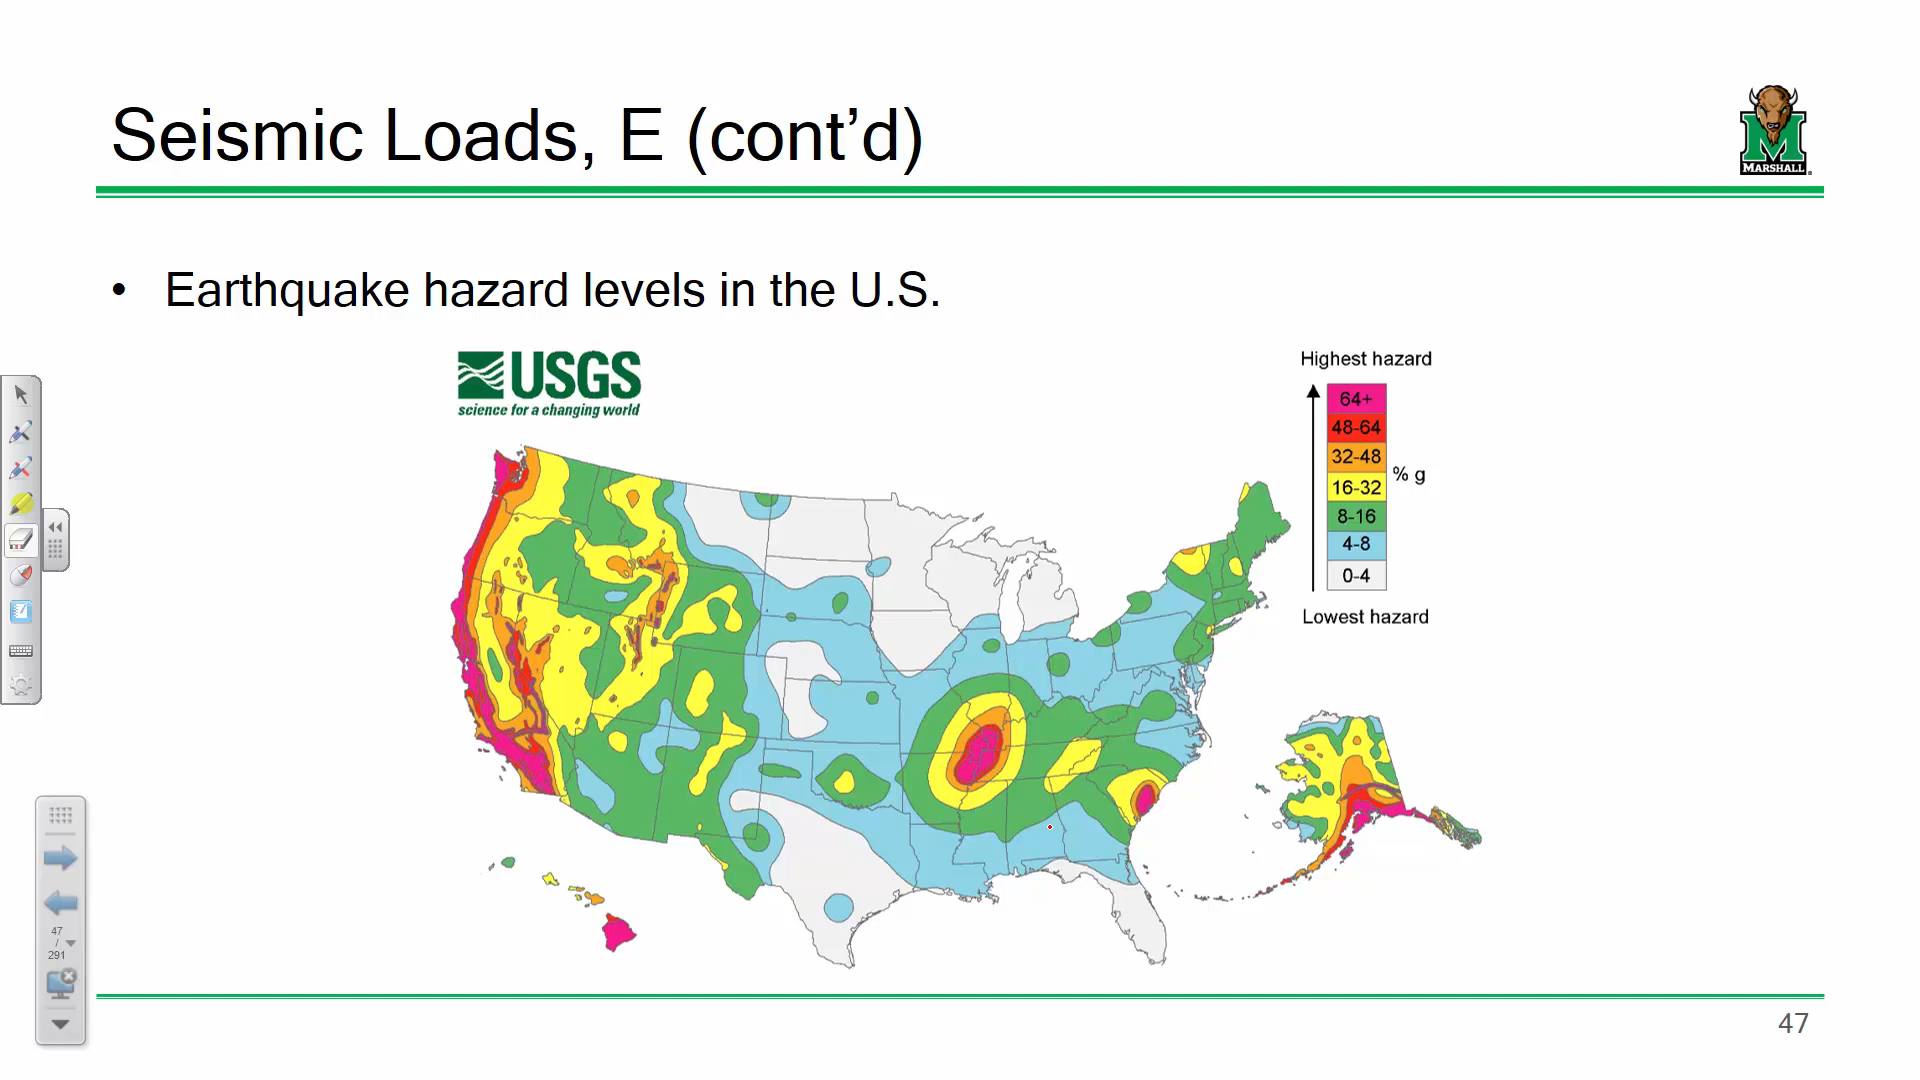 Seismic Loads, E (cont’d)
MARSHALL
• Earthquake hazard levels in the U.S.
USGS
science for a changing world
Highest hazard
64+
48-64
32-48
% g
16-32
8-16
4-8
0-4
Lowest hazard
47
/
291
47